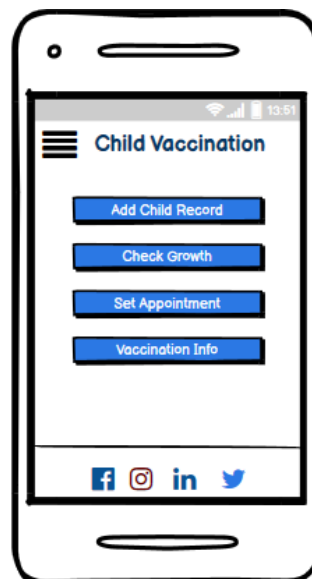 13:51
Child Vaccination
Add Child Record
Check Growth
Set Appointment
Vaccination Info